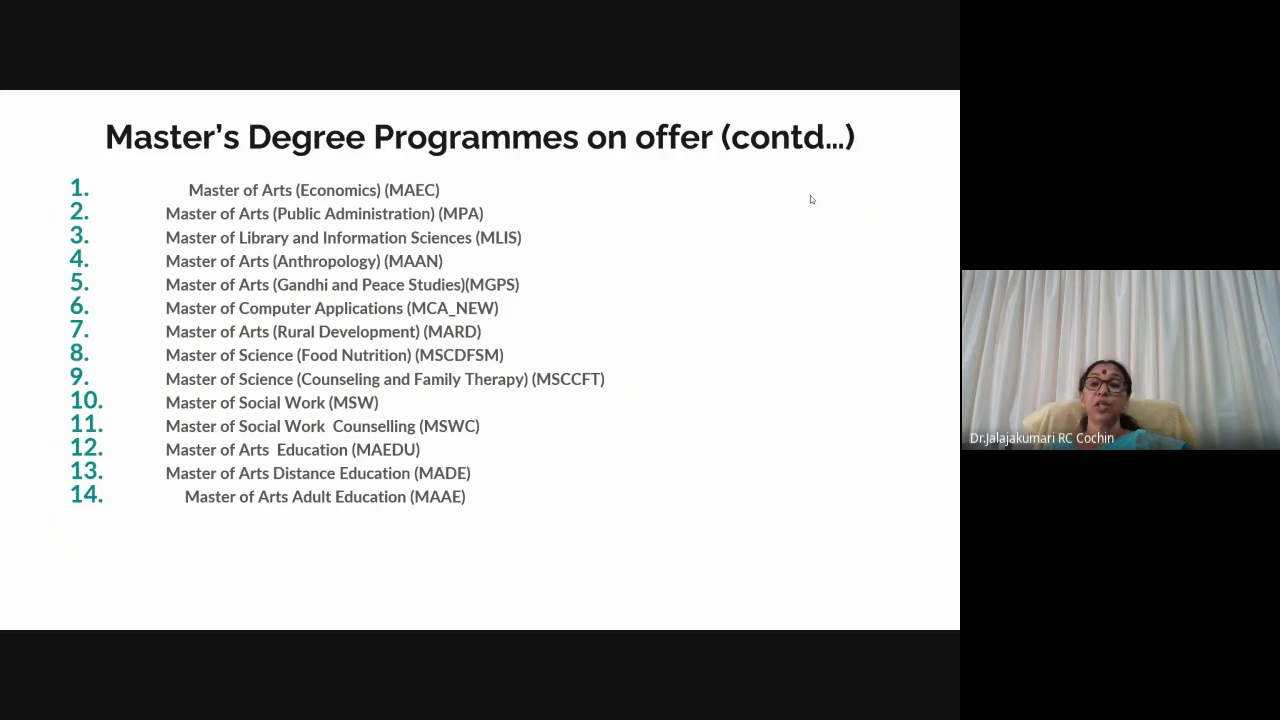 Master's Degree Programmes on offer (contd...)
1. Master of Arts (Economics) (MAEC)
2. Master of Arts (Public Administration) (MPA)
3. Master of Library and Information Sciences (MLIS)
4. Master of Arts (Anthropology) (MAAN)
5. Master of Arts (Gandhi and Peace Studies)(MGPS)
6. Master of Computer Applications (MCA_NEW)
7. Master of Arts (Rural Development) (MARD)
8. Master of Science (Food Nutrition) (MSCDFSM)
9. Master of Science (Counseling and Family Therapy) (MSCCFT)
10. Master of Social Work (MSW)
11. Master of Social Work  Counselling (MSWC)
12. Master of Arts  Education (MAEDU)
13. Master of Arts Distance Education (MADE)
14. Master of Arts Adult Education (MAAE)
Dr.Jalajakumari RC Cochin